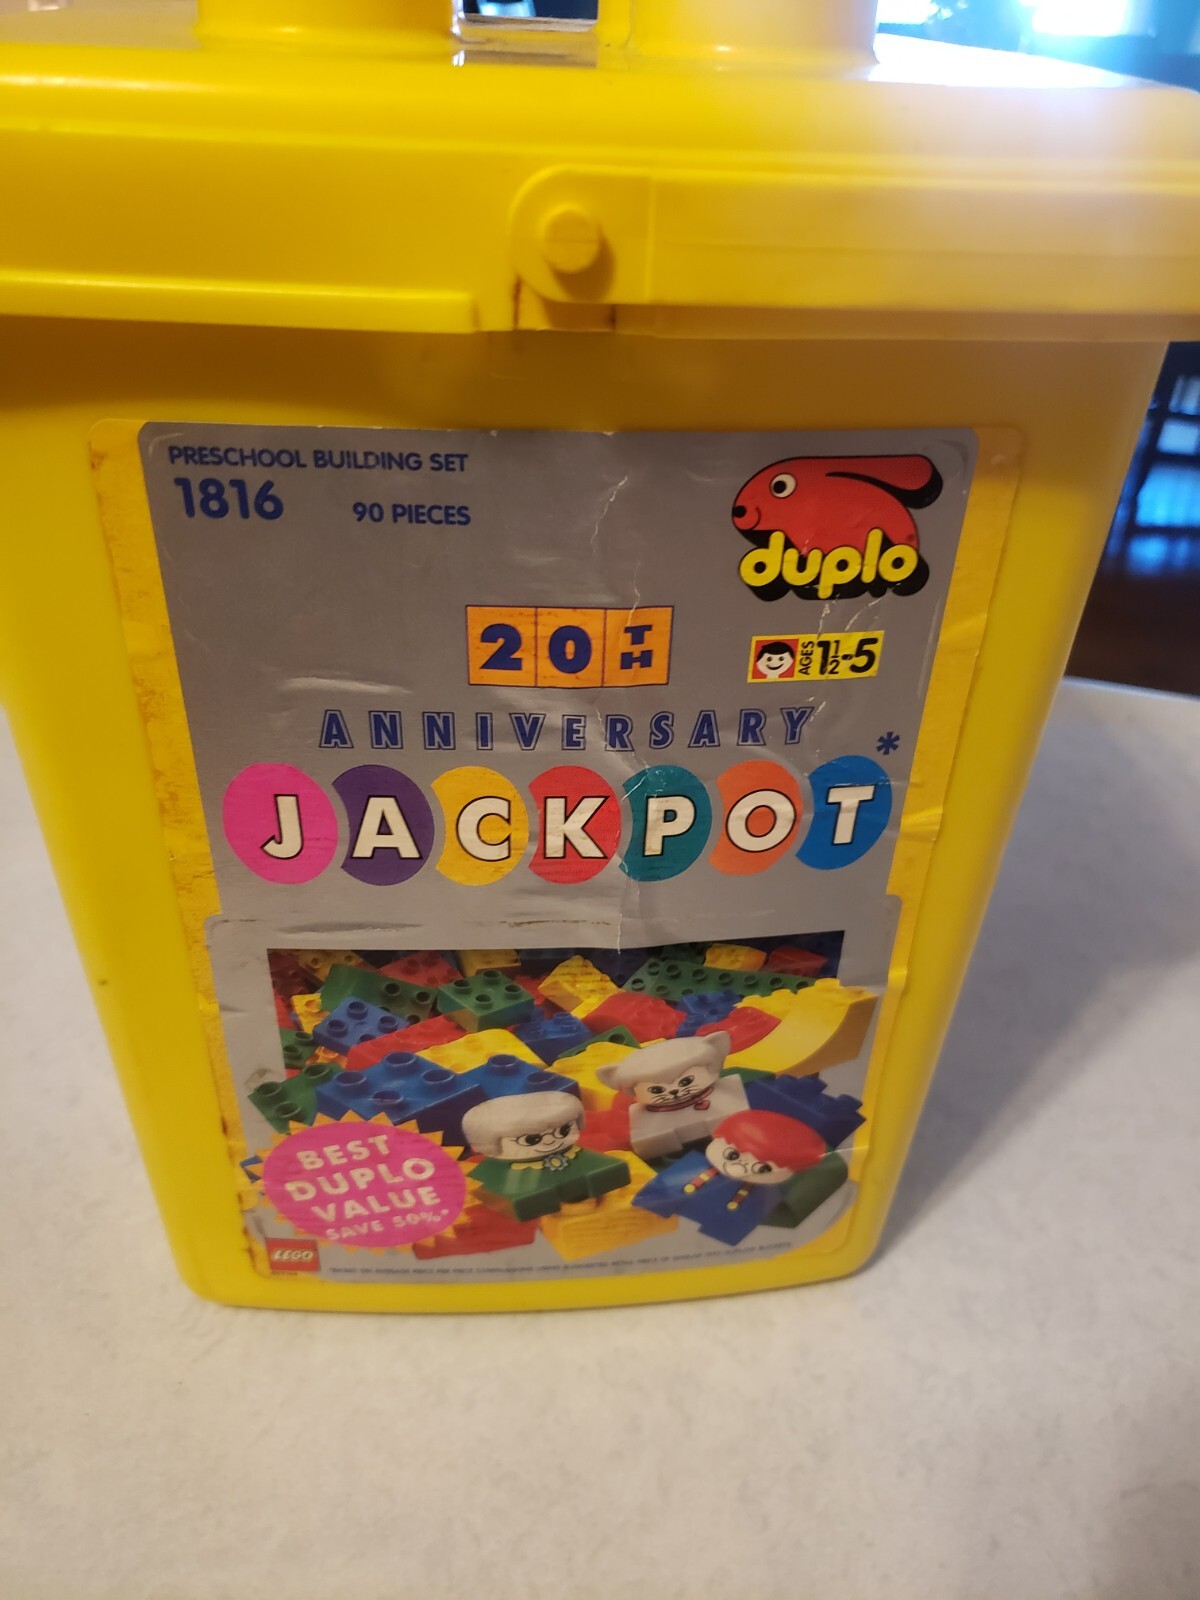 PRESCHOOL BUILDING SET
1816 90 PIECES
duplo
20TH
AGES 1½-5
ANNIVERSARY
JACKPOT*
BEST
DUPLO
VALUE
SAVE 50%*
LEGO